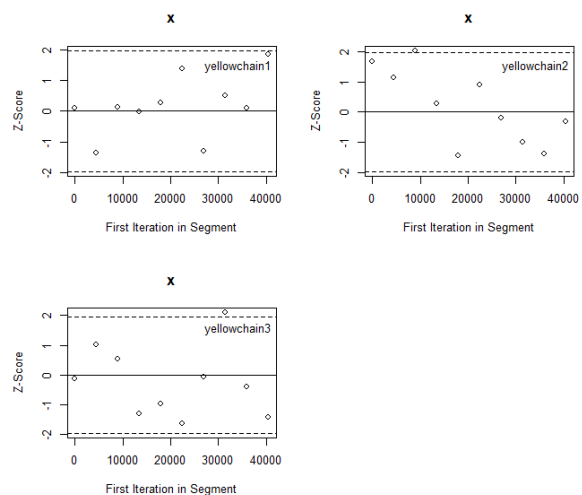 x
yellowchain1
Z-Score
2
1
0
-1
-2
0 10000 20000 30000 40000
First Iteration in Segment
x
yellowchain2
Z-Score
2
1
0
-1
-2
0 10000 20000 30000 40000
First Iteration in Segment
x
yellowchain3
Z-Score
2
1
0
-1
-2
0 10000 20000 30000 40000
First Iteration in Segment